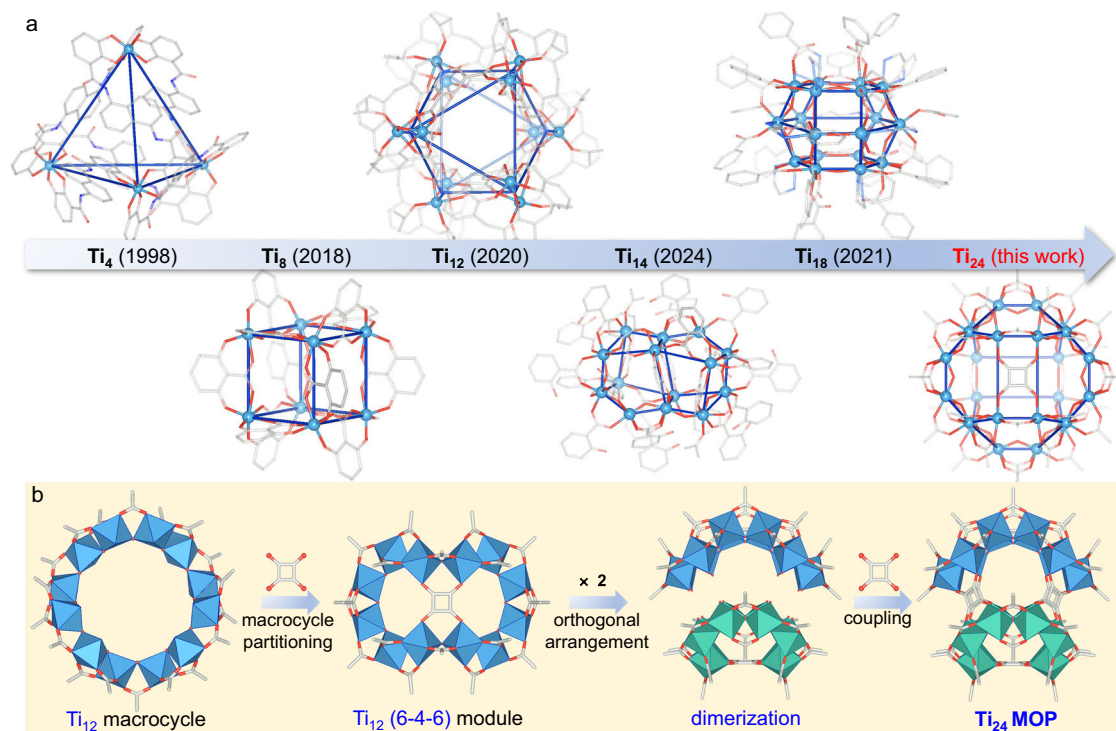 a
Ti₄ (1998)
Ti₈ (2018)
Ti₁₂ (2020)
Ti₁₄ (2024)
Ti₁₈ (2021)
Ti₂₄ (this work)
b
macrocycle
partitioning
× 2
orthogonal
arrangement
coupling
Ti₁₂ macrocycle
Ti₁₂ (6-4-6) module
dimerization
Ti₂₄ MOP